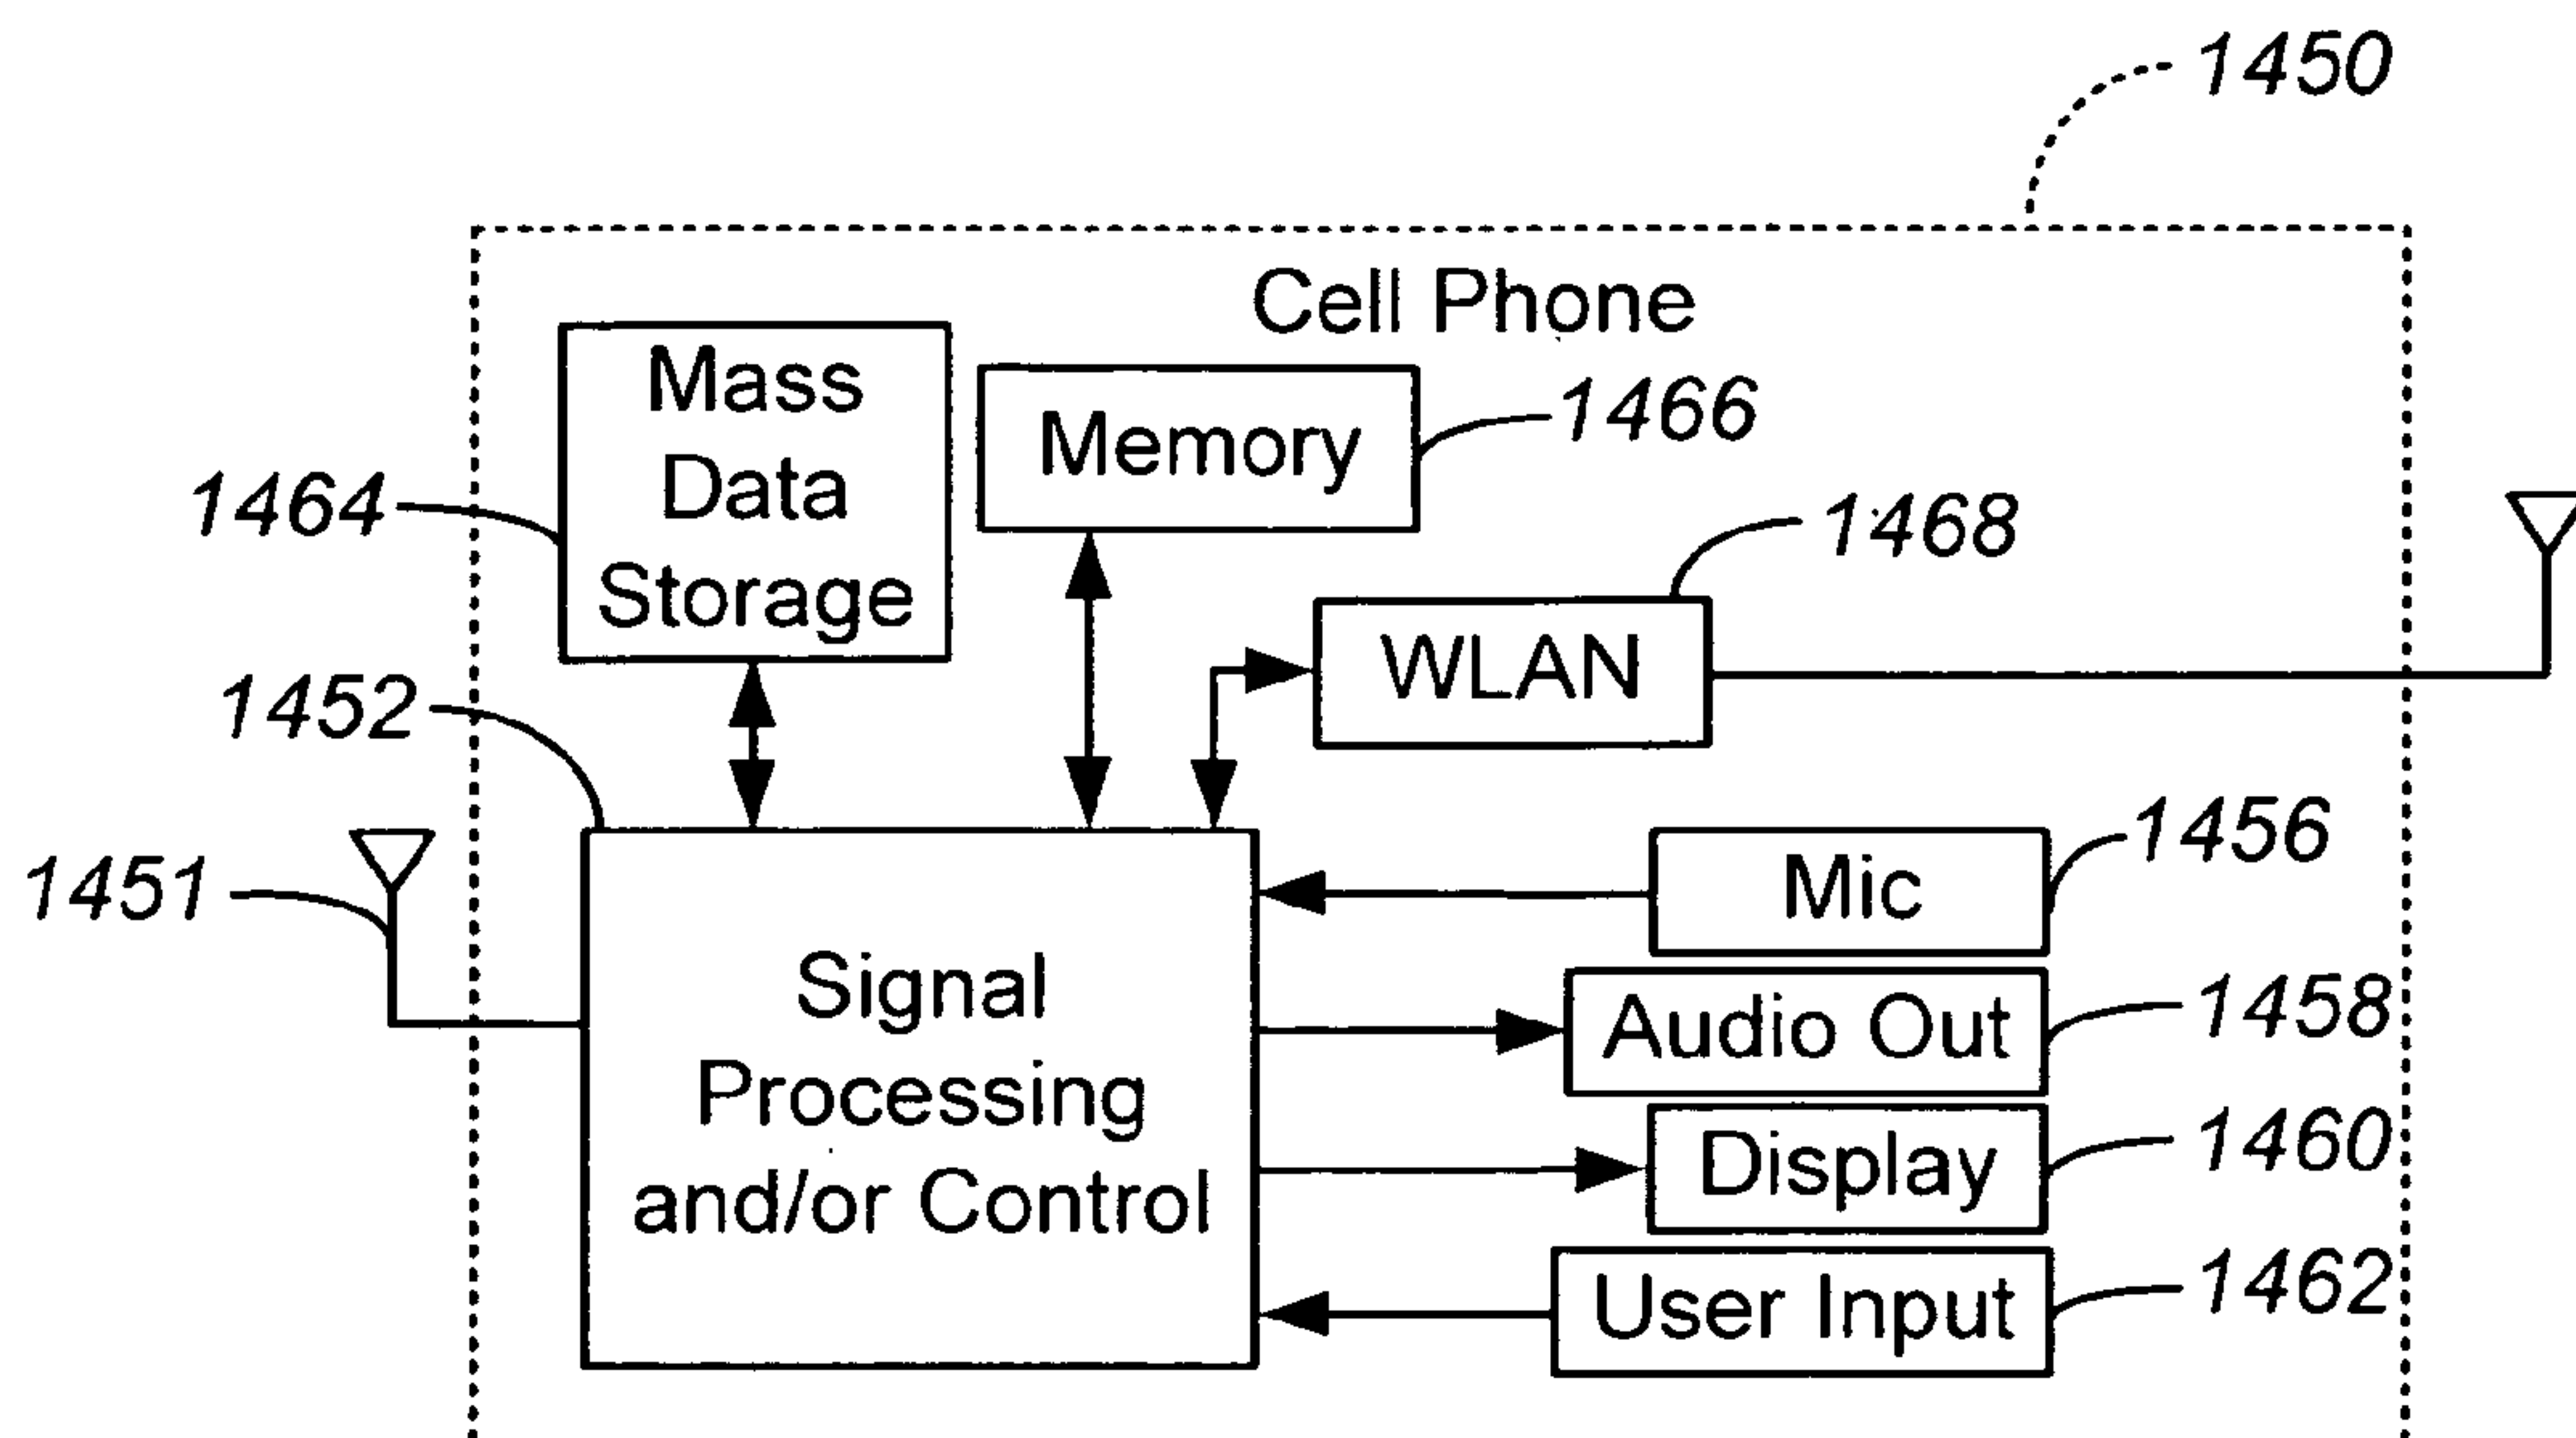 1450
Cell Phone
Mass
Data
Storage
Memory
1466
1464
1468
WLAN
1452
1451
1456
Mic
Signal
Processing
and/or Control
Audio Out
1458
Display
1460
User Input
1462